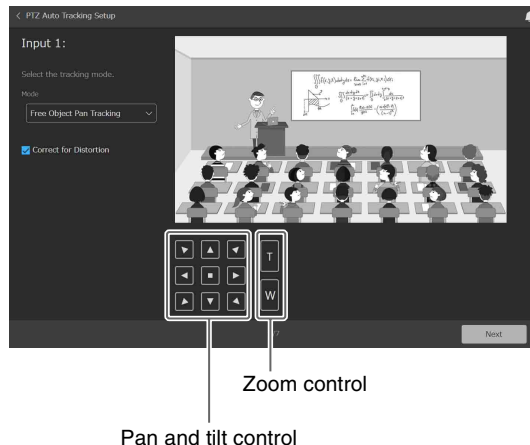 PTZ Auto Tracking Setup
Input 1:
Select the tracking mode.
Mode
Free Object Pan Tracking
Correct for Distortion
T
W
Next
Zoom control
Pan and tilt control